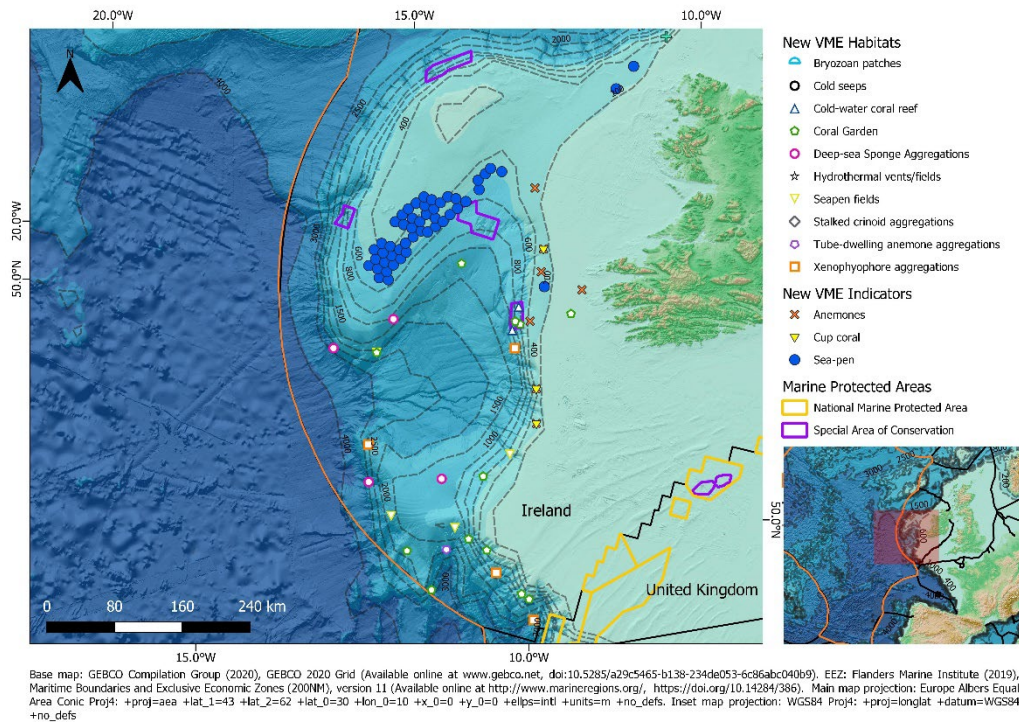 20.0°W
15.0°W
10.0°W
N
2000
4000
2500
400
200
New VME Habitats
Bryozoan patches
Cold seeps
Cold-water coral reef
Coral Garden
Deep-sea Sponge Aggregations
Hydrothermal vents/fields
Seapen fields
Stalked crinoid aggregations
Tube-dwelling anemone aggregations
Xenophyophore aggregations
New VME Indicators
Anemones
Cup coral
Sea-pen
Marine Protected Areas
National Marine Protected Area
Special Area of Conservation
20.0°W
50.0°N
3000
600
800
600
800
400
1500
1000
4000
2500
2000
Ireland
United Kingdom
50.0°N
0
80
160
240 km
15.0°W
10.0°W
Base map: GEBCO Compilation Group (2020), GEBCO 2020 Grid (Available online at www.gebco.net, doi:10.5285/a29c5465-b138-234de053-6c86abc040b9). EEZ: Flanders Marine Institute (2019),
Maritime Boundaries and Exclusive Economic Zones (200NM), version 11 (Available online at http://www.marineregions.org/, https://doi.org/10.14284/386). Main map projection: Europe Albers Equal
Area Conic Proj4: +proj=aea +lat_1=43 +lat_2=62 +lat_0=30 +lon_0=10 +x_0=0 +y_0=0 +ellps=intl +units=m +no_defs. Inset map projection: WGS84 Proj4: +proj=longlat +datum=WGS84
+no_defs